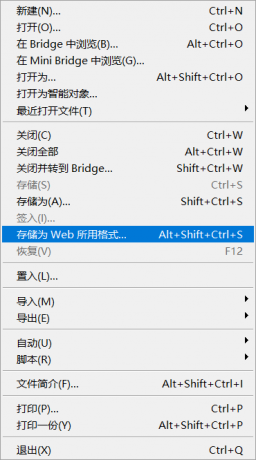 新建(N)... Ctrl+N
打开(O)... Ctrl+O
在 Bridge 中浏览(B)... Alt+Ctrl+O
在 Mini Bridge 中浏览(G)...
打开为... Alt+Shift+Ctrl+O
打开为智能对象...
最近打开文件(T)
关闭(C) Ctrl+W
关闭全部 Alt+Ctrl+W
关闭并转到 Bridge... Shift+Ctrl+W
存储(S) Ctrl+S
存储为(A)... Shift+Ctrl+S
签入(I)...
存储为 Web 所用格式... Alt+Shift+Ctrl+S
恢复(V) F12
置入(L)...
导入(M)
导出(E)
自动(U)
脚本(R)
文件简介(F)... Alt+Shift+Ctrl+I
打印(P)... Ctrl+P
打印一份(Y) Alt+Shift+Ctrl+P
退出(X) Ctrl+Q